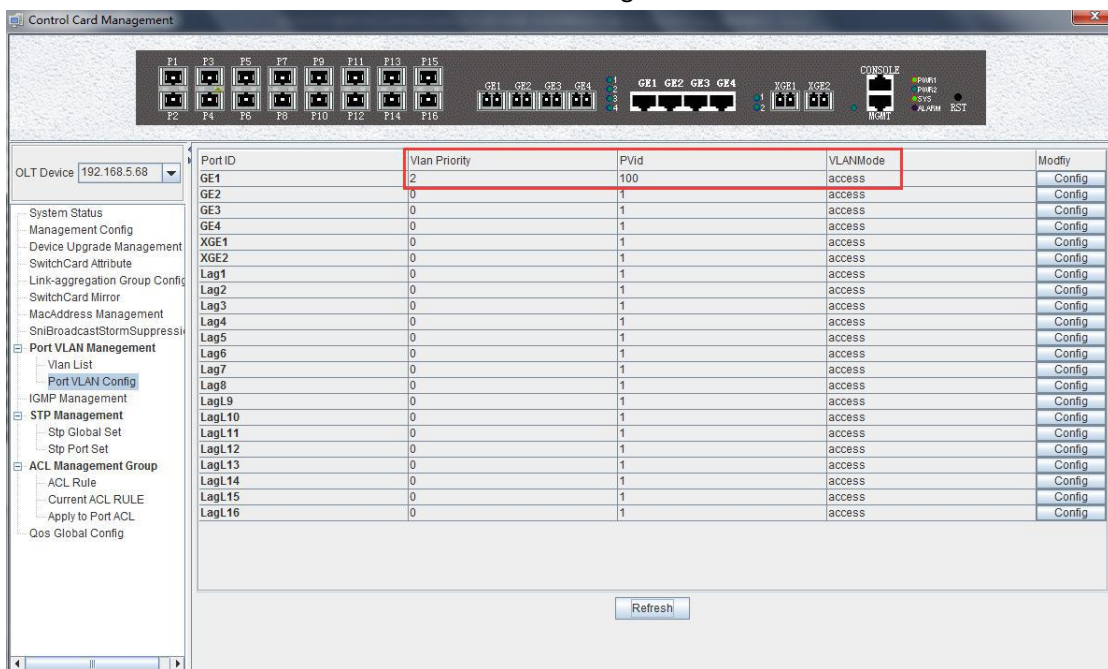 Control Card Management
P1 P3 P5 P7 P9 P11 P13 P15
GE1 GE2 GE3 GE4
1
2
3
4
GE1 GE2 GE3 GE4
XGE1 XGE2
1
2
CONSOLE
PWR1
PWR2
SYS
ALARM
RST
MGMT
P2 P4 P6 P8 P10 P12 P14 P16
OLT Device 192.168.5.68
System Status
Management Config
Device Upgrade Management
SwitchCard Attribute
Link-aggregation Group Config
SwitchCard Mirror
MacAddress Management
SniBroadcastStormSuppressi
Port VLAN Manegement
Vlan List
Port VLAN Config
IGMP Management
STP Management
Stp Global Set
Stp Port Set
ACL Management Group
ACL Rule
Current ACL RULE
Apply to Port ACL
Qos Global Config
Port ID Vlan Priority PVid VLANMode Modfiy
GE1 2 100 access Config
GE2 0 1 access Config
GE3 0 1 access Config
GE4 0 1 access Config
XGE1 0 1 access Config
XGE2 0 1 access Config
Lag1 0 1 access Config
Lag2 0 1 access Config
Lag3 0 1 access Config
Lag4 0 1 access Config
Lag5 0 1 access Config
Lag6 0 1 access Config
Lag7 0 1 access Config
Lag8 0 1 access Config
LagL9 0 1 access Config
LagL10 0 1 access Config
LagL11 0 1 access Config
LagL12 0 1 access Config
LagL13 0 1 access Config
LagL14 0 1 access Config
LagL15 0 1 access Config
LagL16 0 1 access Config
Refresh